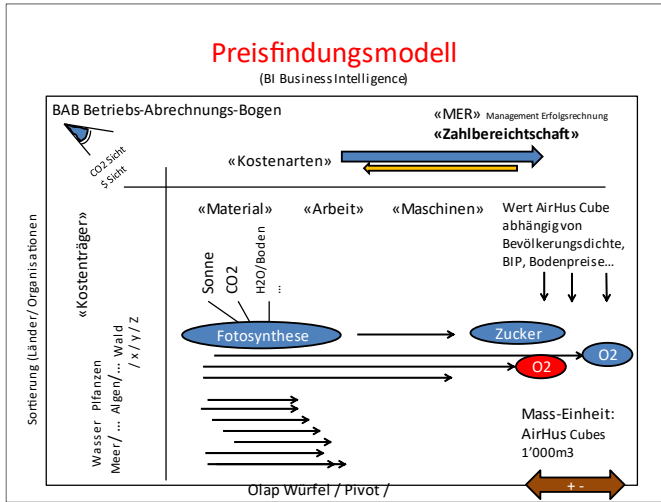 Preisfindungsmodell
(BI Business Intelligence)
BAB Betriebs-Abrechnungs-Bogen
«MER» Management Erfolgsrechnung
«Zahlbereichtschaft»
CO2 Sicht
$ Sicht
«Kostenarten»
«Material» «Arbeit» «Maschinen»
Wert AirHus Cube
abhängig von
Bevölkerungsdichte,
BIP, Bodenpreise...
Sortierung (Länder/ Organisationen)
«Kostenträger»
Sonne
CO2
H2O/Boden
...
Fotosynthese
Zucker
O2
O2
Wasser Plfanzen
Meer/ ... Algen/... Wald
/ x / y / Z
Mass-Einheit:
AirHus Cubes
1'000m3
+ -
Olap Würfel / Pivot /